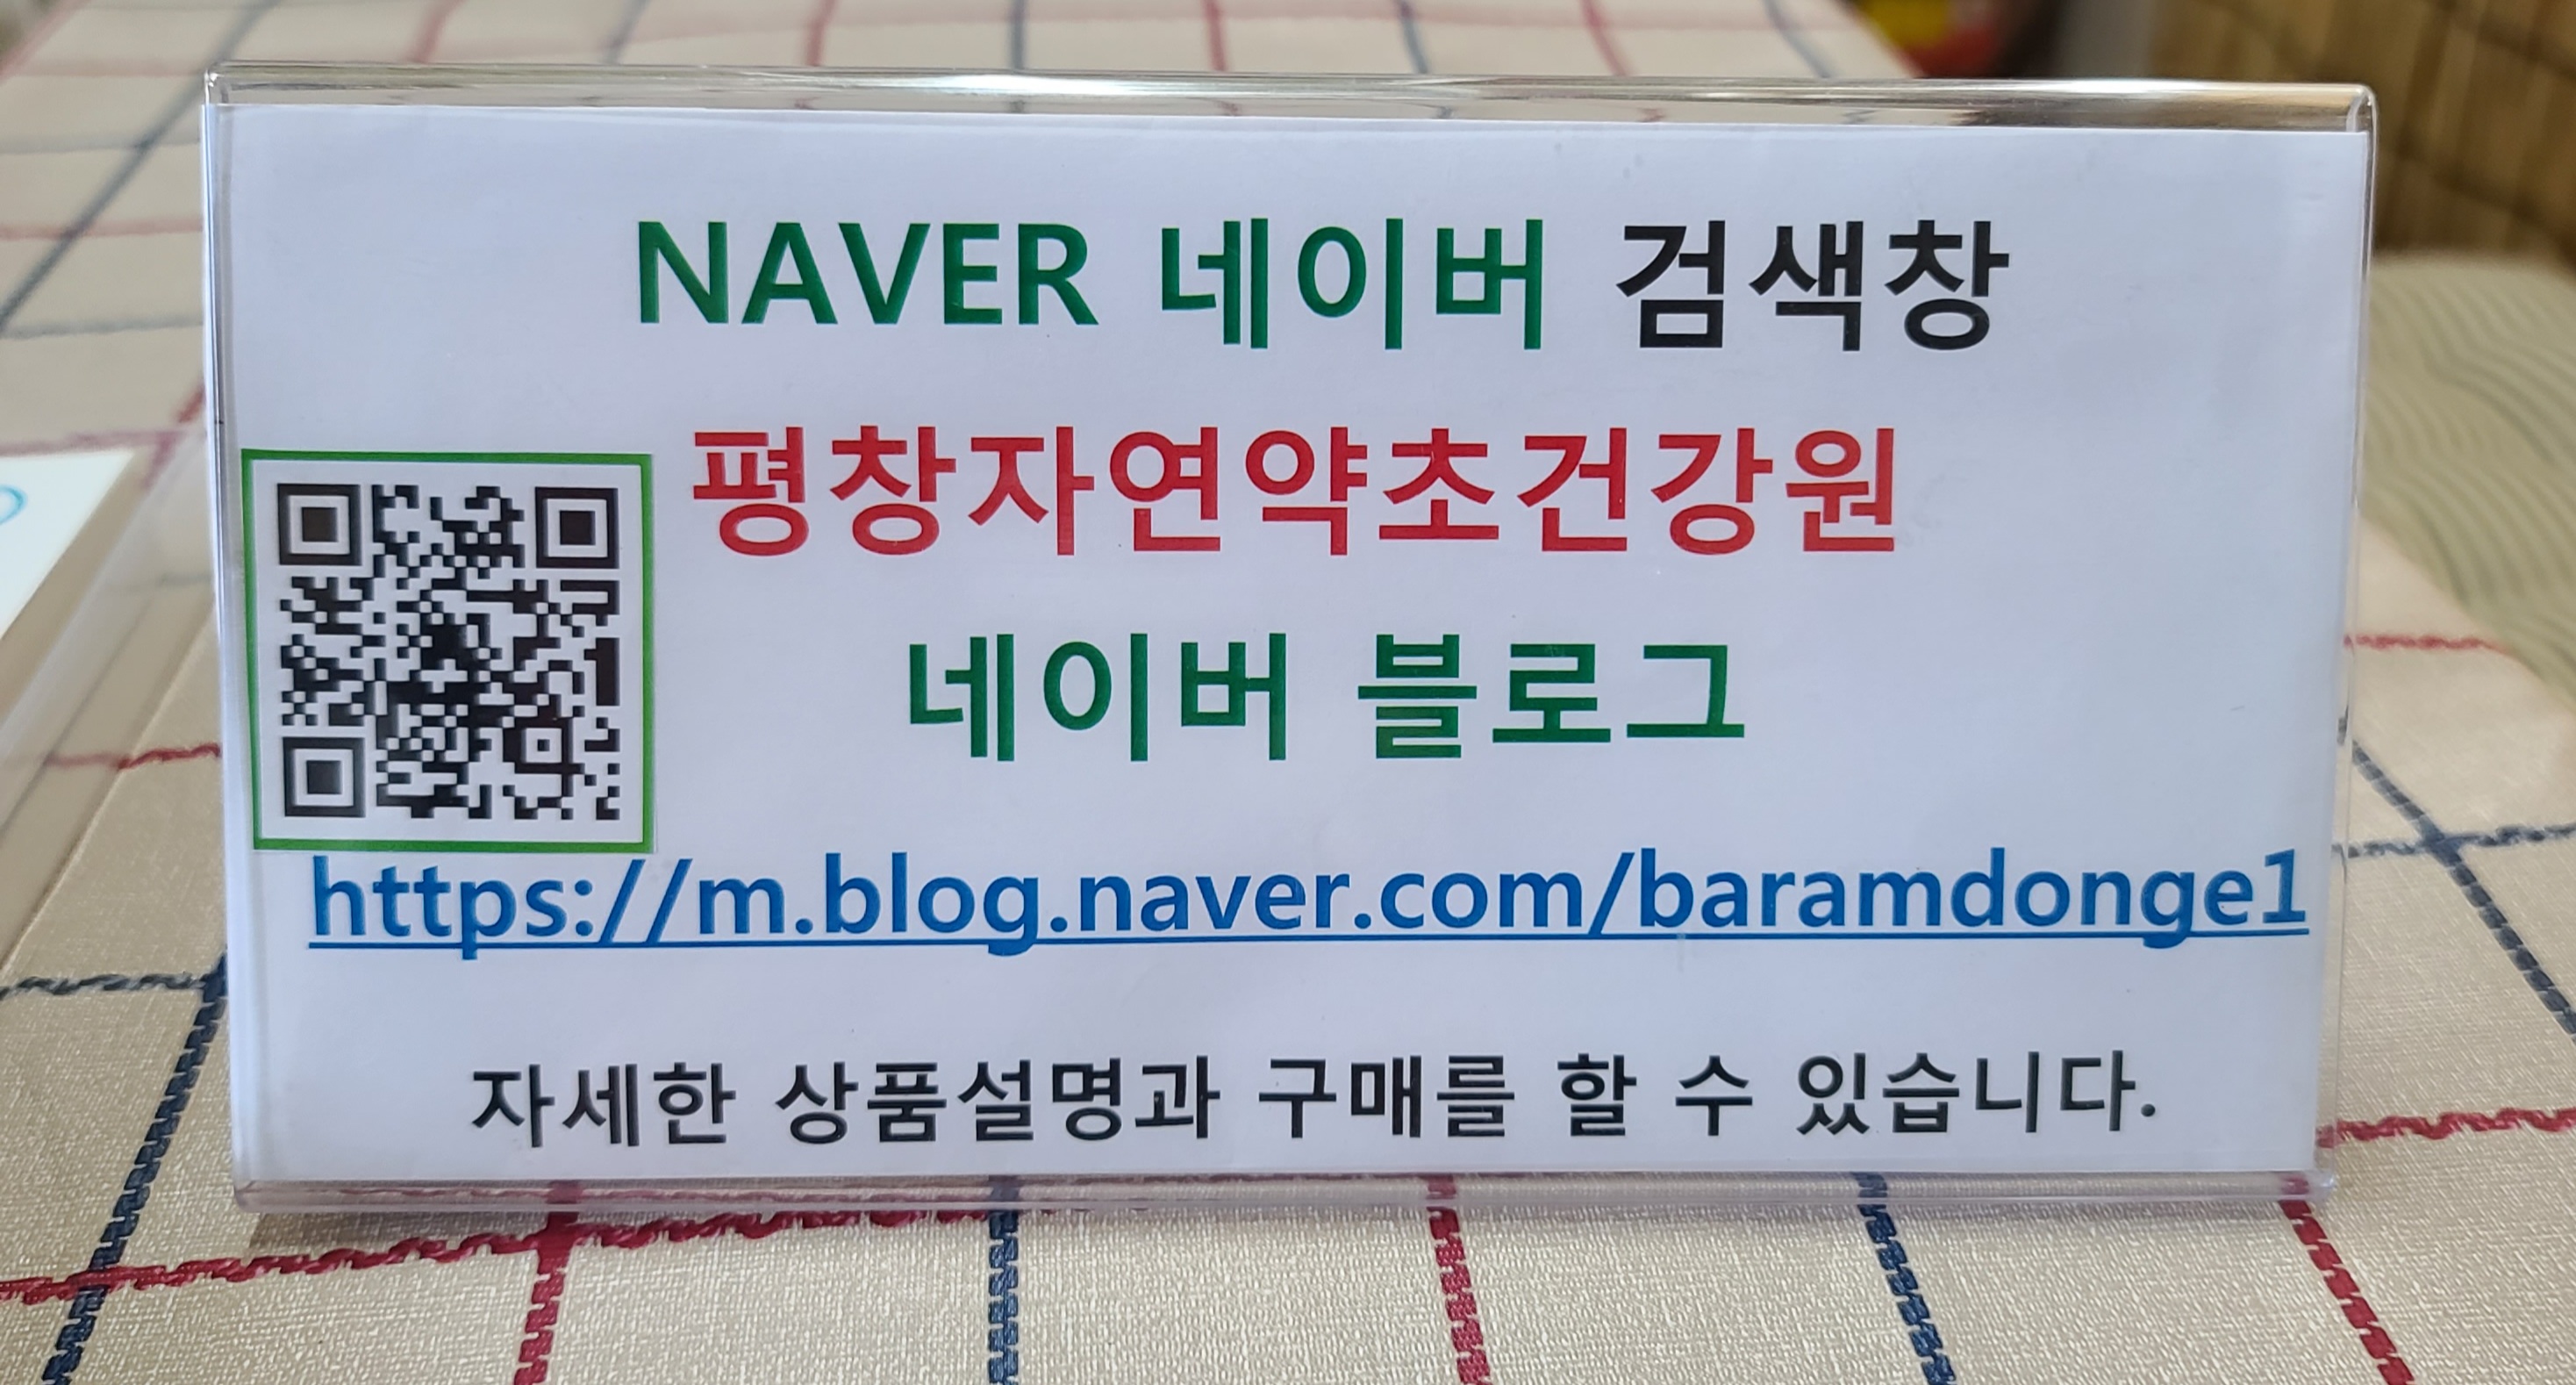 NAVER 네이버 검색창
평창자연약초건강원
네이버 블로그
https://m.blog.naver.com/baramdonge1
자세한 상품설명과 구매를 할 수 있습니다.